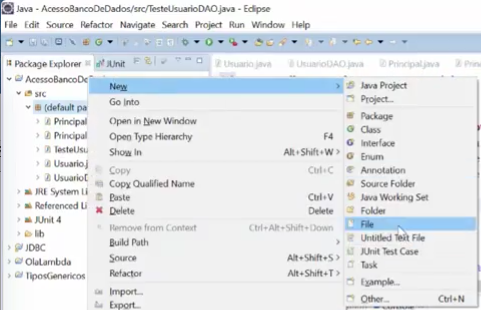 Java - AcessoBancoDeDados/src/TesteUsuarioDAO.java - Eclipse
File Edit Source Refactor Navigate Search Project Run Window Help
Package Explorer JUnit
Usuario.java UsuarioDAO.java Principal.java
AcessoBancoDeD
src
(default pa
Principal
Principal
TesteUsu
Usuario.j
UsuarioD
JRE System Li
Referenced Li
JUnit 4
lib
JDBC
OlaLambda
TiposGenericos
New
Go Into
Open in New Window
Open Type Hierarchy F4
Show In Alt+Shift+W
Copy Ctrl+C
Copy Qualified Name
Paste Ctrl+V
Delete Delete
Remove from Context Ctrl+Alt+Shift+Down
Build Path
Source Alt+Shift+S
Refactor Alt+Shift+T
Import...
Export...
Java Project
Project...
Package
Class
Interface
Enum
Annotation
Source Folder
Java Working Set
Folder
File
Untitled Text File
JUnit Test Case
Task
Example...
Other... Ctrl+N